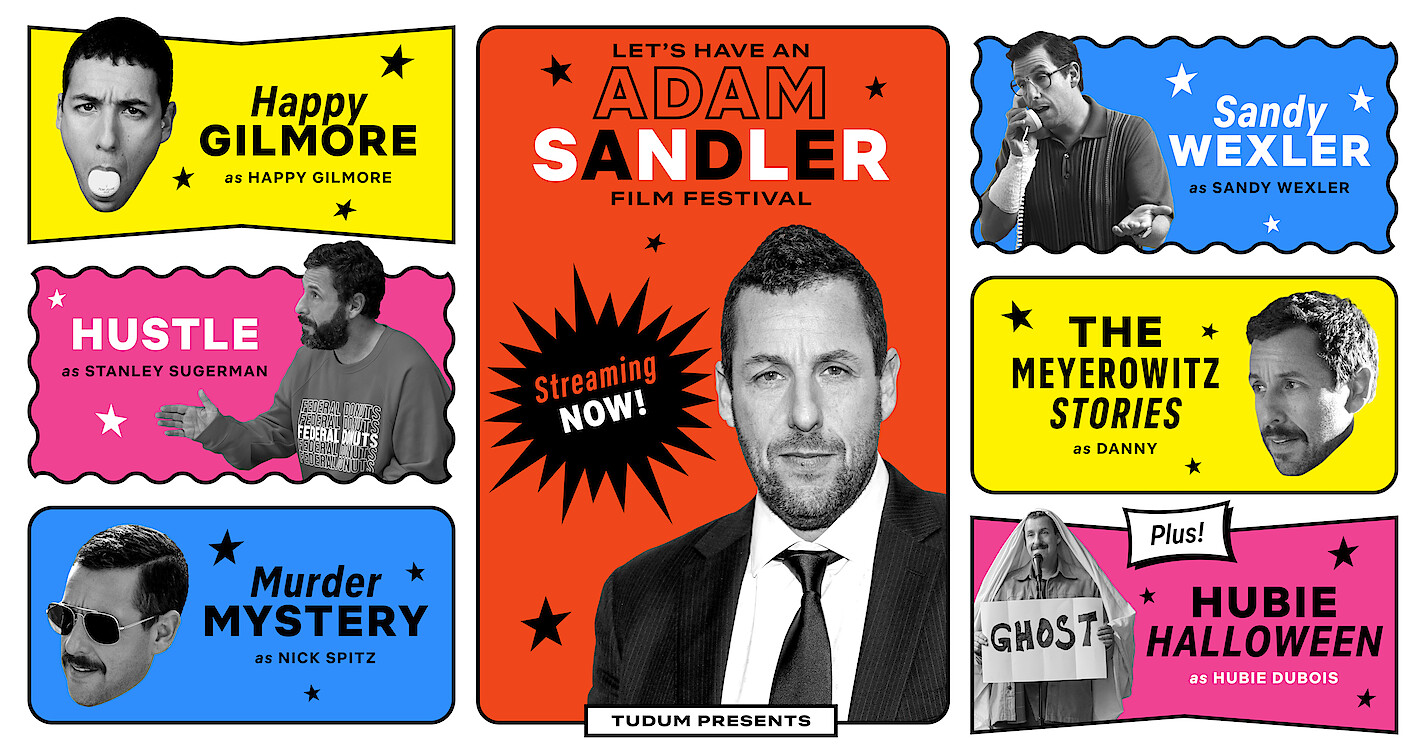 Happy
GILMORE
as HAPPY GILMORE
HUSTLE
as STANLEY SUGERMAN
FEDERAL DONUTS
FEDERAL DONUTS
FEDERAL DONUTS
FEDERAL DONUTS
FEDERAL DONUTS
Murder
MYSTERY
as NICK SPITZ
LET'S HAVE AN
ADAM
SANDLER
FILM FESTIVAL
Streaming
NOW!
TUDUM PRESENTS
Sandy
WEXLER
as SANDY WEXLER
THE
MEYEROWITZ
STORIES
as DANNY
Plus!
HUBIE
HALLOWEEN
as HUBIE DUBOIS
GHOST